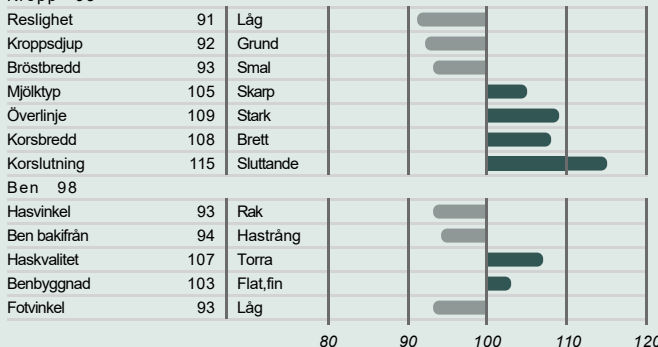 Reslighet 91 Låg
Kroppsdjup 92 Grund
Bröstbredd 93 Smal
Mjölktyp 105 Skarp
Överlinje 109 Stark
Korsbredd 108 Brett
Korslutning 115 Sluttande
Ben 98
Hasvinkel 93 Rak
Ben bakifrån 94 Hastrång
Haskvalitet 107 Torra
Benbyggnad 103 Flat,fin
Fotvinkel 93 Låg
80 90 100 110 120